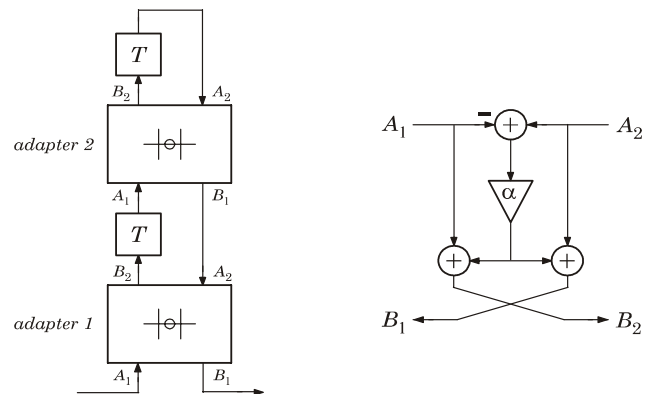 T
B₂ A₂
adapter 2
A₁ B₁
T
B₂ A₂
adapter 1
A₁ B₁
A₁ − + A₂
α
+ +
B₁ B₂